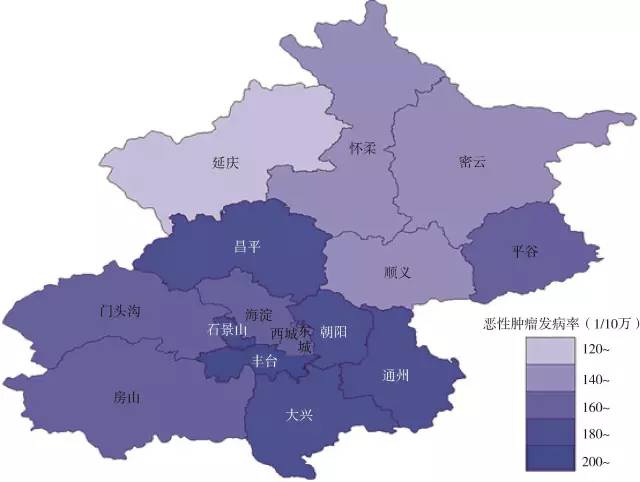 延庆
怀柔
密云
昌平
顺义
平谷
门头沟
海淀
石景山
西城
东城
朝阳
丰台
通州
房山
大兴
恶性肿瘤发病率（1/10万）
120~
140~
160~
180~
200~